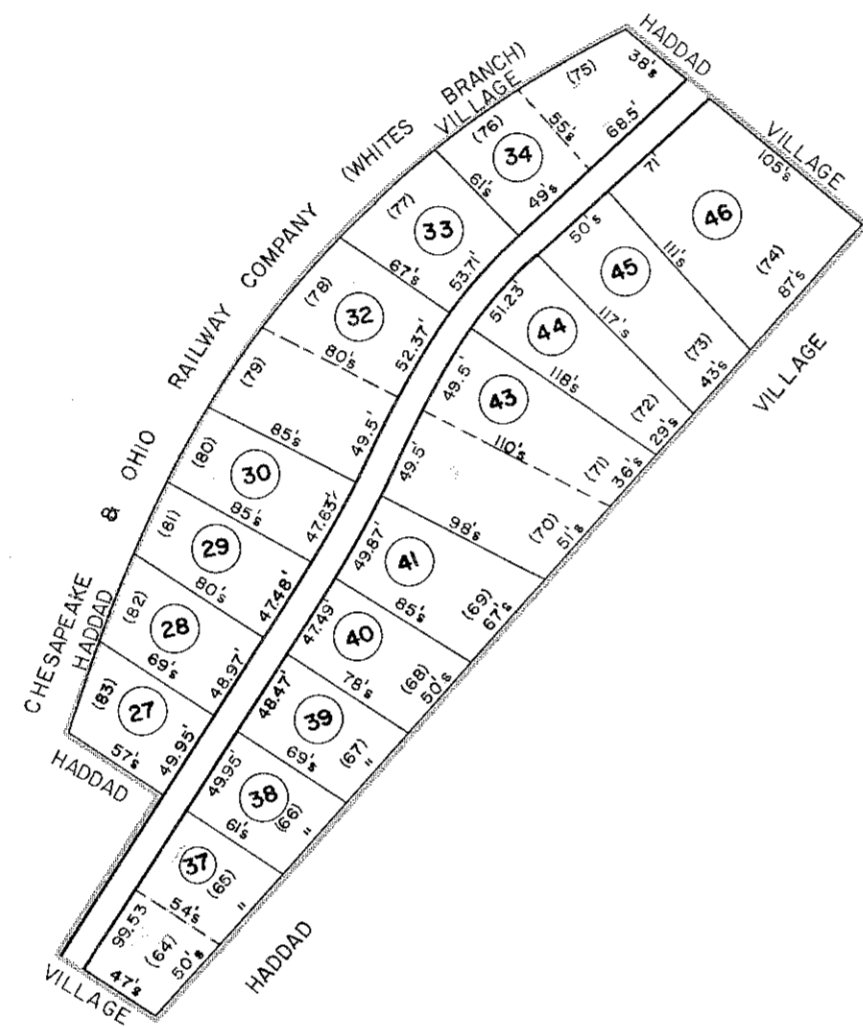 HADDAD
VILLAGE
VILLAGE
CHESAPEAKE & OHIO RAILWAY COMPANY (WHITES BRANCH)
HADDAD
VILLAGE
HADDAD
VILLAGE
HADDAD
(75)
38's
68.5'
55's
(76)
34
61's
49's
(77)
33
67's
53.71'
(78)
32
80's
52.37'
(79)
85's
49.5'
(80)
30
85's
47.63'
(81)
29
80's
47.48'
(82)
28
69's
48.97'
(83)
27
57's
49.95'
71'
105's
46
111's
(74)
87's
50's
45
117's
(73)
43's
51.23'
44
118's
(72)
29's
49.5'
43
110's
(71)
36's
49.5'
98's
(70)
51's
49.87'
41
85's
(69)
67's
47.49'
40
78's
(68)
50's
48.47'
39
69's
(67)
"
49.95'
38
61's
(66)
"
37
54's
(65)
"
99.53
(64)
50's
47's